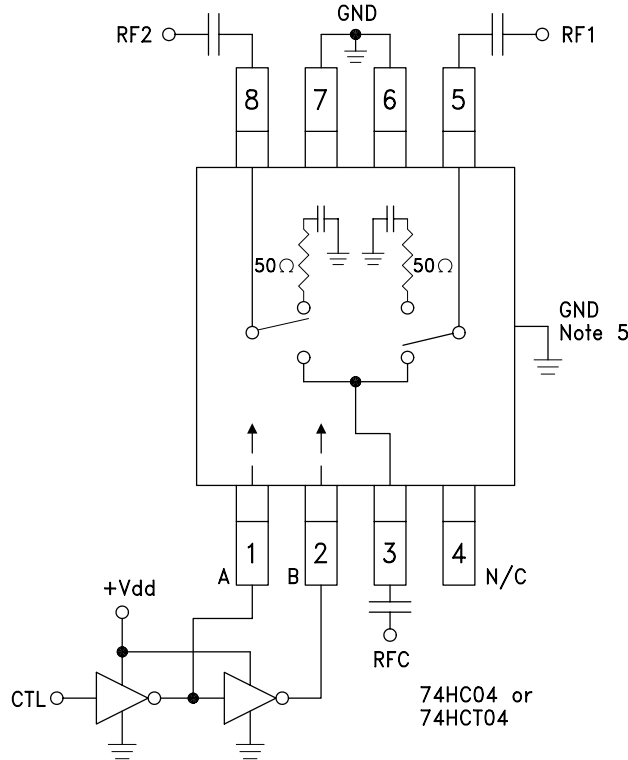 GND
RF2
RF1
8
7
6
5
50Ω
50Ω
GND
Note 5
1
2
3
4
A
B
N/C
+Vdd
RFC
CTL
74HC04 or
74HCT04